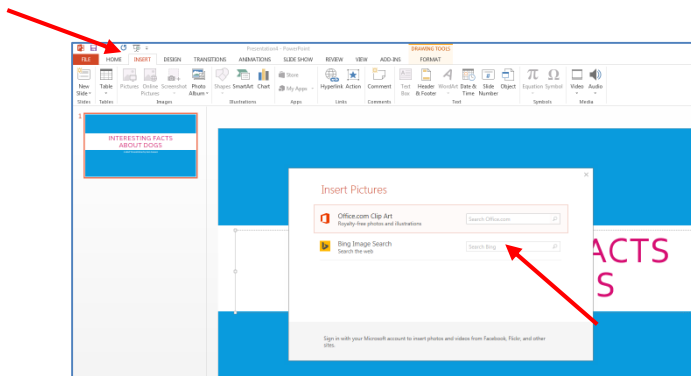 Presentation4 - PowerPoint
DRAWING TOOLS
FILE HOME INSERT DESIGN TRANSITIONS ANIMATIONS SLIDE SHOW REVIEW VIEW ADD-INS FORMAT
New Slide
Table
Pictures
Online Pictures
Screenshot
Photo Album
Shapes
SmartArt
Chart
Store
My Apps
Hyperlink
Action
Comment
Text Box
Header & Footer
WordArt
Date & Time
Slide Number
Object
Equation
Symbol
Video
Audio
Slides Tables Images Illustrations Apps Links Comments Text Symbols Media
1
INTERESTING FACTS
ABOUT DOGS
Insert Pictures
Office.com Clip Art
Royalty-free photos and illustrations
Search Office.com
Bing Image Search
Search the web
Search Bing
ACTS
S
Sign in with your Microsoft account to insert photos and videos from Facebook, Flickr, and other
sites.